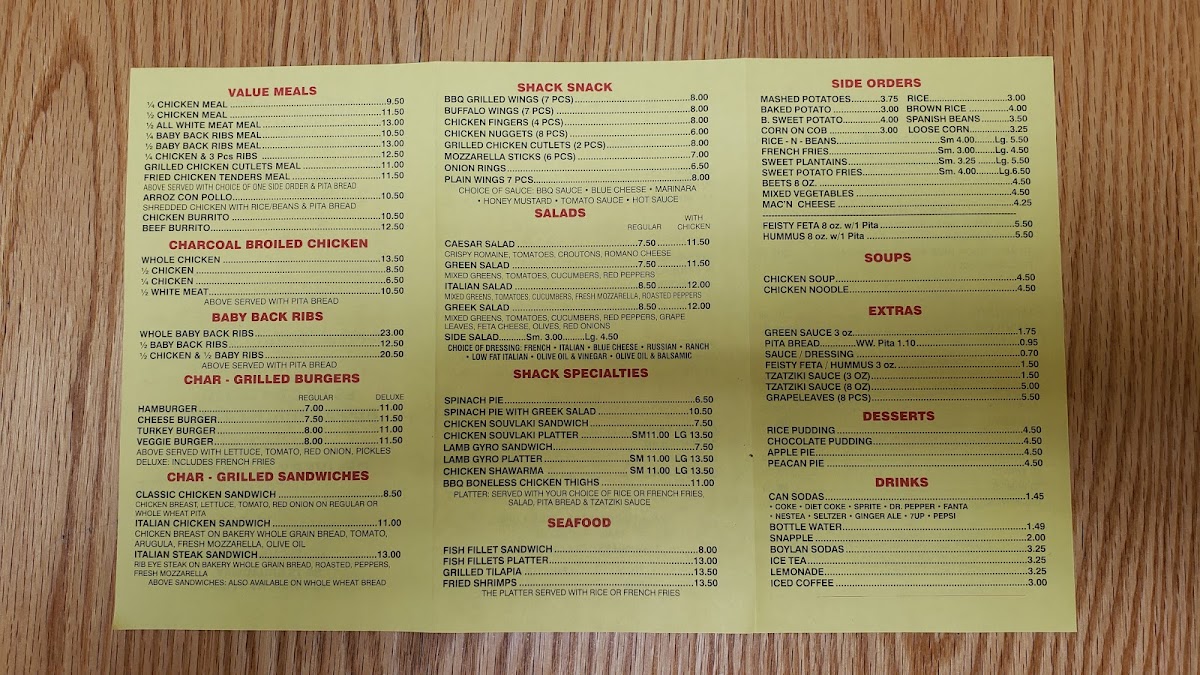 VALUE MEALS
¼ CHICKEN MEAL 9.50
½ CHICKEN MEAL 11.50
½ ALL WHITE MEAT MEAL 13.00
¼ BABY BACK RIBS MEAL 10.50
½ BABY BACK RIBS MEAL 13.00
¼ CHICKEN & 3 Pcs RIBS 12.50
GRILLED CHICKEN CUTLETS MEAL 11.00
FRIED CHICKEN TENDERS MEAL 11.50
ABOVE SERVED WITH CHOICE OF ONE SIDE ORDER & PITA BREAD
ARROZ CON POLLO 10.50
SHREDDED CHICKEN WITH RICE/BEANS & PITA BREAD
CHICKEN BURRITO 10.50
BEEF BURRITO 12.50
CHARCOAL BROILED CHICKEN
WHOLE CHICKEN 13.50
½ CHICKEN 8.50
¼ CHICKEN 6.50
½ WHITE MEAT 10.50
ABOVE SERVED WITH PITA BREAD
BABY BACK RIBS
WHOLE BABY BACK RIBS 23.00
½ BABY BACK RIBS 12.50
½ CHICKEN & ½ BABY RIBS 20.50
ABOVE SERVED WITH PITA BREAD
CHAR - GRILLED BURGERS
REGULAR DELUXE
HAMBURGER 7.00 11.00
CHEESE BURGER 7.50 11.50
TURKEY BURGER 8.00 11.00
VEGGIE BURGER 8.00 11.50
ABOVE SERVED WITH LETTUCE, TOMATO, RED ONION, PICKLES
DELUXE: INCLUDES FRENCH FRIES
CHAR - GRILLED SANDWICHES
CLASSIC CHICKEN SANDWICH 8.50
CHICKEN BREAST, LETTUCE, TOMATO, RED ONION ON REGULAR OR
WHOLE WHEAT PITA
ITALIAN CHICKEN SANDWICH 11.00
CHICKEN BREAST ON BAKERY WHOLE GRAIN BREAD, TOMATO,
ARUGULA, FRESH MOZZARELLA, OLIVE OIL
ITALIAN STEAK SANDWICH 13.00
RIB EYE STEAK ON BAKERY WHOLE GRAIN BREAD, ROASTED, PEPPERS,
FRESH MOZZARELLA
ABOVE SANDWICHES: ALSO AVAILABLE ON WHOLE WHEAT BREAD
SHACK SNACK
BBQ GRILLED WINGS (7 PCS) 8.00
BUFFALO WINGS (7 PCS) 8.00
CHICKEN FINGERS (4 PCS) 8.00
CHICKEN NUGGETS (8 PCS) 6.00
GRILLED CHICKEN CUTLETS (2 PCS) 8.00
MOZZARELLA STICKS (6 PCS) 7.00
ONION RINGS 6.50
PLAIN WINGS 7 PCS 8.00
CHOICE OF SAUCE: BBQ SAUCE • BLUE CHEESE • MARINARA
• HONEY MUSTARD • TOMATO SAUCE • HOT SAUCE
SALADS
REGULAR WITH CHICKEN
CAESAR SALAD 7.50 11.50
CRISPY ROMAINE, TOMATOES, CROUTONS, ROMANO CHEESE
GREEN SALAD 7.50 11.50
MIXED GREENS, TOMATOES, CUCUMBERS, RED PEPPERS
ITALIAN SALAD 8.50 12.00
MIXED GREENS, TOMATOES, CUCUMBERS, FRESH MOZZARELLA, ROASTED PEPPERS
GREEK SALAD 8.50 12.00
MIXED GREENS, TOMATOES, CUCUMBERS, RED PEPPERS, GRAPE
LEAVES, FETA CHEESE, OLIVES, RED ONIONS
SIDE SALAD Sm. 3.00 Lg. 4.50
CHOICE OF DRESSING: FRENCH • ITALIAN • BLUE CHEESE • RUSSIAN • RANCH
• LOW FAT ITALIAN • OLIVE OIL & VINEGAR • OLIVE OIL & BALSAMIC
SHACK SPECIALTIES
SPINACH PIE 6.50
SPINACH PIE WITH GREEK SALAD 10.50
CHICKEN SOUVLAKI SANDWICH 7.50
CHICKEN SOUVLAKI PLATTER SM11.00 LG 13.50
LAMB GYRO SANDWICH 7.50
LAMB GYRO PLATTER SM 11.00 LG 13.50
CHICKEN SHAWARMA SM 11.00 LG 13.50
BBQ BONELESS CHICKEN THIGHS 11.00
PLATTER: SERVED WITH YOUR CHOICE OF RICE OR FRENCH FRIES,
SALAD, PITA BREAD & TZATZIKI SAUCE
SEAFOOD
FISH FILLET SANDWICH 8.00
FISH FILLETS PLATTER 13.00
GRILLED TILAPIA 13.50
FRIED SHRIMPS 13.50
THE PLATTER SERVED WITH RICE OR FRENCH FRIES
SIDE ORDERS
MASHED POTATOES 3.75 RICE 3.00
BAKED POTATO 3.00 BROWN RICE 4.00
B. SWEET POTATO 4.00 SPANISH BEANS 3.50
CORN ON COB 3.00 LOOSE CORN 3.25
RICE - N - BEANS Sm 4.00 Lg. 5.50
FRENCH FRIES Sm. 3.00 Lg. 4.50
SWEET PLANTAINS Sm. 3.25 Lg. 5.50
SWEET POTATO FRIES Sm. 4.00 Lg.6.50
BEETS 8 OZ. 4.50
MIXED VEGETABLES 4.50
MAC'N CHEESE 4.25
FEISTY FETA 8 oz. w/1 Pita 5.50
HUMMUS 8 oz. w/1 Pita 5.50
SOUPS
CHICKEN SOUP 4.50
CHICKEN NOODLE 4.50
EXTRAS
GREEN SAUCE 3 oz. 1.75
PITA BREAD WW. Pita 1.10 0.95
SAUCE / DRESSING 0.70
FEISTY FETA / HUMMUS 3 oz. 1.50
TZATZIKI SAUCE (3 OZ) 1.50
TZATZIKI SAUCE (8 OZ) 5.00
GRAPELEAVES (8 PCS) 5.50
DESSERTS
RICE PUDDING 4.50
CHOCOLATE PUDDING 4.50
APPLE PIE 4.50
PEACAN PIE 4.50
DRINKS
CAN SODAS 1.45
• COKE • DIET COKE • SPRITE • DR. PEPPER • FANTA
• NESTEA • SELTZER • GINGER ALE • 7UP • PEPSI
BOTTLE WATER 1.49
SNAPPLE 2.00
BOYLAN SODAS 3.25
ICE TEA 3.25
LEMONADE 3.25
ICED COFFEE 3.00